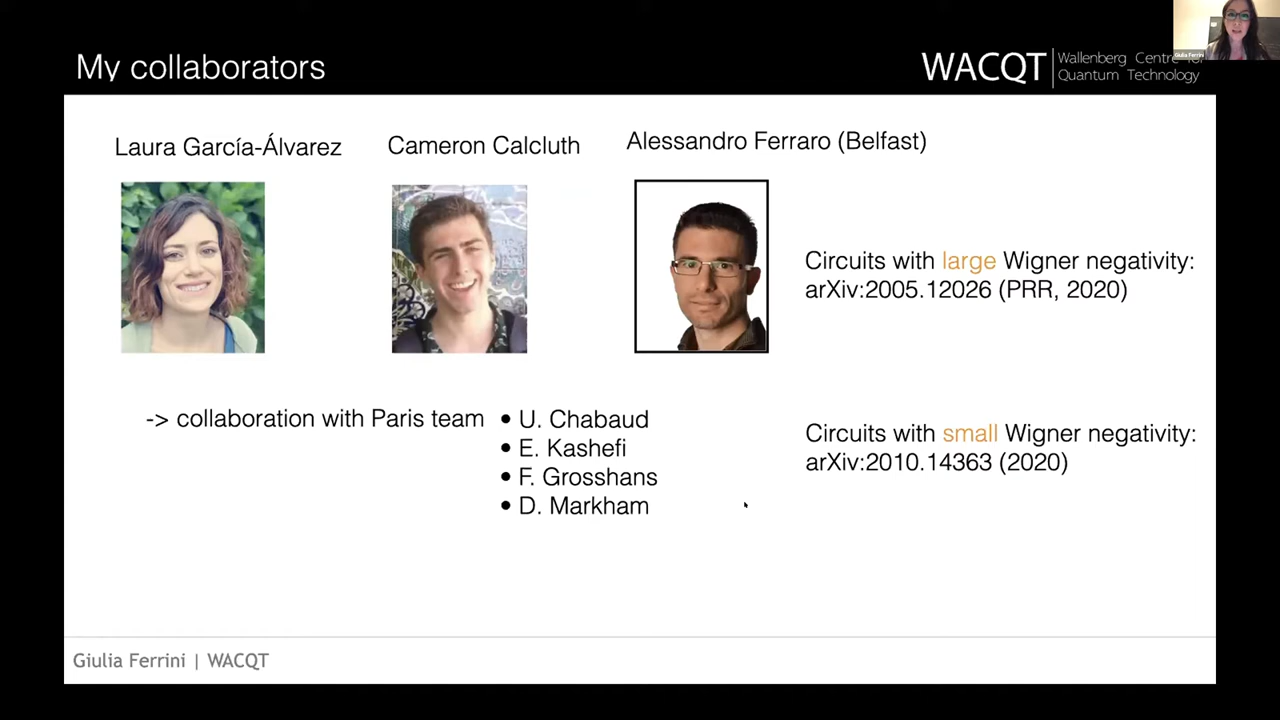 My collaborators
WACQT
Wallenberg Centre for
Quantum Technology
Giulia Ferrini
Laura García-Álvarez
Cameron Calcluth
Alessandro Ferraro (Belfast)
Circuits with large Wigner negativity:
arXiv:2005.12026 (PRR, 2020)
-> collaboration with Paris team
• U. Chabaud
• E. Kashefi
• F. Grosshans
• D. Markham
Circuits with small Wigner negativity:
arXiv:2010.14363 (2020)
Giulia Ferrini | WACQT